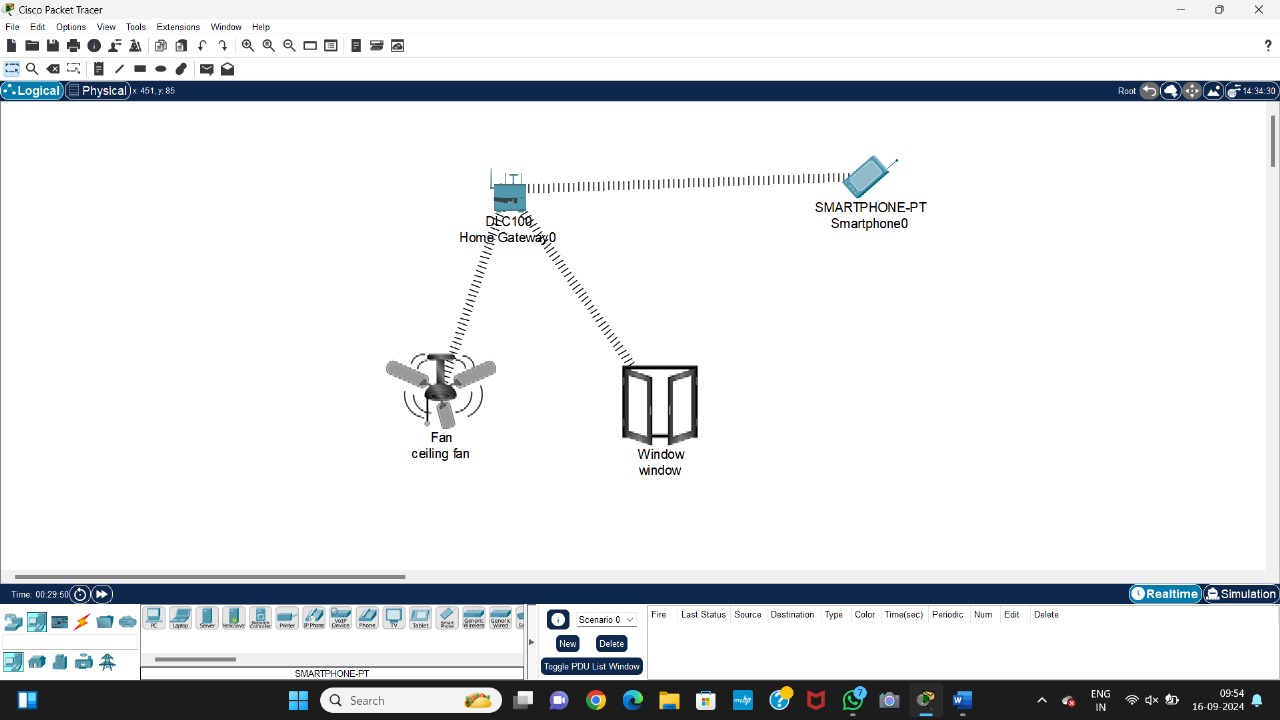 Cisco Packet Tracer
File Edit Options View Tools Extensions Window Help
?
Logical Physical x: 451, y: 85 Root 14:34:30
DLC100
Home Gateway0
SMARTPHONE-PT
Smartphone0
Fan
ceiling fan
Window
window
Time: 00:29:50 Realtime Simulation
PC Laptop Server Printer IP Phone VoIP Device Phone TV Tablet Smart Phone Generic Wireless Generic Wired
SMARTPHONE-PT
Scenario 0
New Delete
Toggle PDU List Window
Fire Last Status Source Destination Type Color Time(sec) Periodic Num Edit Delete
Search
7
ENG
IN
09:54
16-09-2024